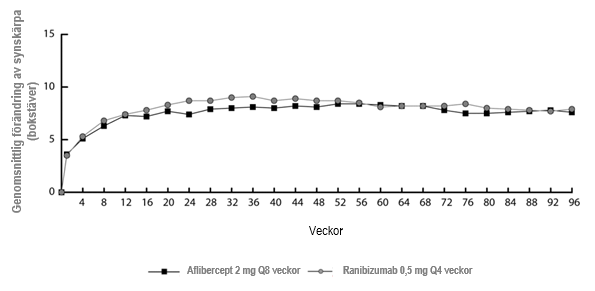 Genomsnittlig förändring av synskärpa
(bokstäver)
15
10
5
0
4 8 12 16 20 24 28 32 36 40 44 48 52 56 60 64 68 72 76 80 84 88 92 96
Veckor
Aflibercept 2 mg Q8 veckor Ranibizumab 0,5 mg Q4 veckor